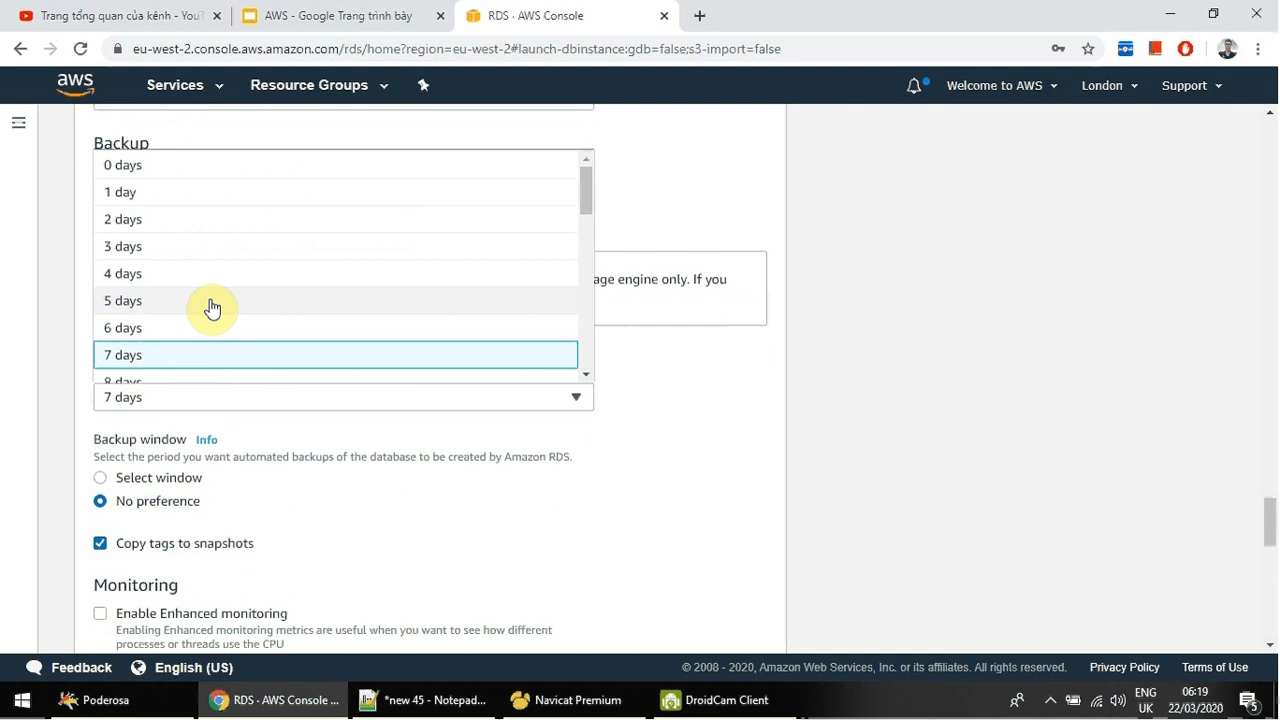 Trang tổng quan của kênh - YouT
AWS - Google Trang trình bày
RDS · AWS Console
eu-west-2.console.aws.amazon.com/rds/home?region=eu-west-2#launch-dbinstance:gdb=false;s3-import=false
aws
Services
Resource Groups
Welcome to AWS
London
Support
Backup
0 days
1 day
2 days
3 days
4 days
age engine only. If you
5 days
6 days
7 days
8 days
7 days
Backup window Info
Select the period you want automated backups of the database to be created by Amazon RDS.
Select window
No preference
Copy tags to snapshots
Monitoring
Enable Enhanced monitoring
Enabling Enhanced monitoring metrics are useful when you want to see how different
processes or threads use the CPU
Feedback
English (US)
© 2008 - 2020, Amazon Web Services, Inc. or its affiliates. All rights reserved.
Privacy Policy
Terms of Use
Poderosa
RDS - AWS Console ...
*new 45 - Notepad...
Navicat Premium
DroidCam Client
ENG
UK
06:19
22/03/2020
5